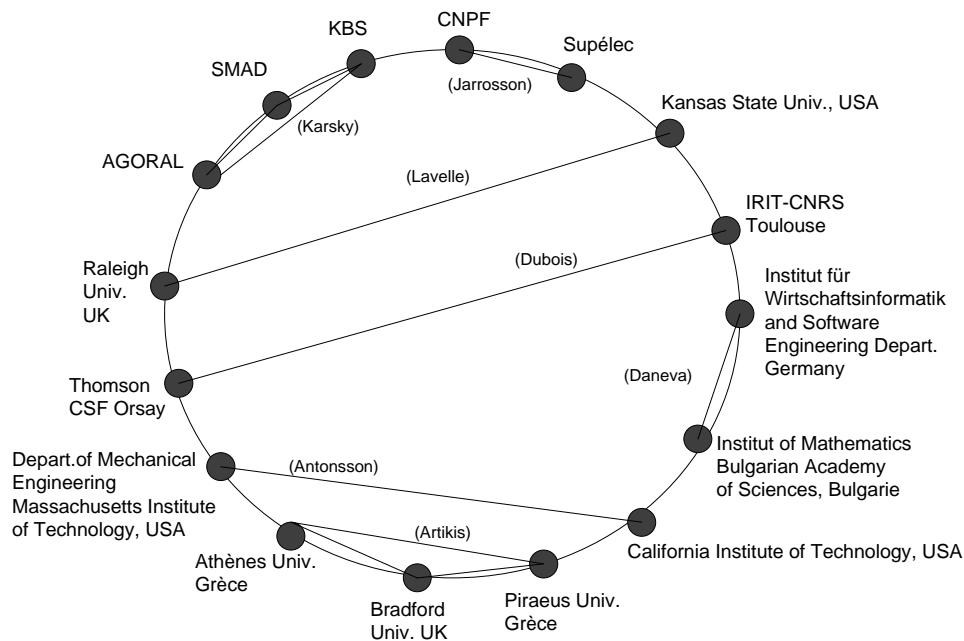 CNPF
KBS
Supélec
SMAD
(Jarrosson)
Kansas State Univ., USA
(Karsky)
AGORAL
(Lavelle)
IRIT-CNRS
Toulouse
(Dubois)
Raleigh
Univ.
UK
Institut für
Wirtschaftsinformatik
and Software
Engineering Depart.
Germany
(Daneva)
Thomson
CSF Orsay
Institut of Mathematics
Bulgarian Academy
of Sciences, Bulgarie
Depart.of Mechanical
Engineering
Massachusetts Institute
of Technology, USA
(Antonsson)
(Artikis)
California Institute of Technology, USA
Athènes Univ.
Grèce
Bradford
Univ. UK
Piraeus Univ.
Grèce